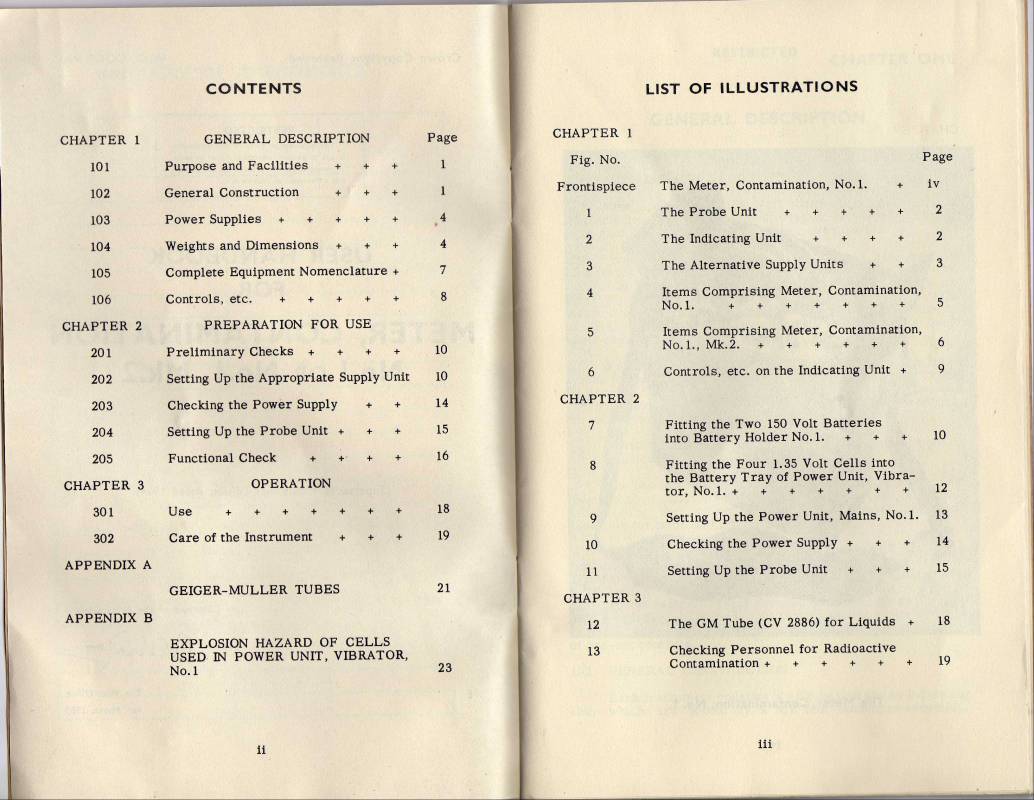 CONTENTS
CHAPTER 1 GENERAL DESCRIPTION Page
101 Purpose and Facilities + + + 1
102 General Construction + + + 1
103 Power Supplies + + + + + 4
104 Weights and Dimensions + + + 4
105 Complete Equipment Nomenclature + 7
106 Controls, etc. + + + + + 8
CHAPTER 2 PREPARATION FOR USE
201 Preliminary Checks + + + + 10
202 Setting Up the Appropriate Supply Unit 10
203 Checking the Power Supply + + 14
204 Setting Up the Probe Unit + + + 15
205 Functional Check + + + + 16
CHAPTER 3 OPERATION
301 Use + + + + + + + 18
302 Care of the Instrument + + + 19
APPENDIX A
GEIGER-MULLER TUBES 21
APPENDIX B
EXPLOSION HAZARD OF CELLS
USED IN POWER UNIT, VIBRATOR,
No.1 23
ii
LIST OF ILLUSTRATIONS
CHAPTER 1
Fig. No. Page
Frontispiece The Meter, Contamination, No.1. + iv
1 The Probe Unit + + + + + 2
2 The Indicating Unit + + + + 2
3 The Alternative Supply Units + + 3
4 Items Comprising Meter, Contamination,
No.1. + + + + + + + 5
5 Items Comprising Meter, Contamination,
No.1., Mk.2. + + + + + + 6
6 Controls, etc. on the Indicating Unit + 9
CHAPTER 2
7 Fitting the Two 150 Volt Batteries
into Battery Holder No.1. + + + 10
8 Fitting the Four 1.35 Volt Cells into
the Battery Tray of Power Unit, Vibra-
tor, No.1. + + + + + + + 12
9 Setting Up the Power Unit, Mains, No.1. 13
10 Checking the Power Supply + + + 14
11 Setting Up the Probe Unit + + + 15
CHAPTER 3
12 The GM Tube (CV 2886) for Liquids + 18
13 Checking Personnel for Radioactive
Contamination + + + + + + 19
iii